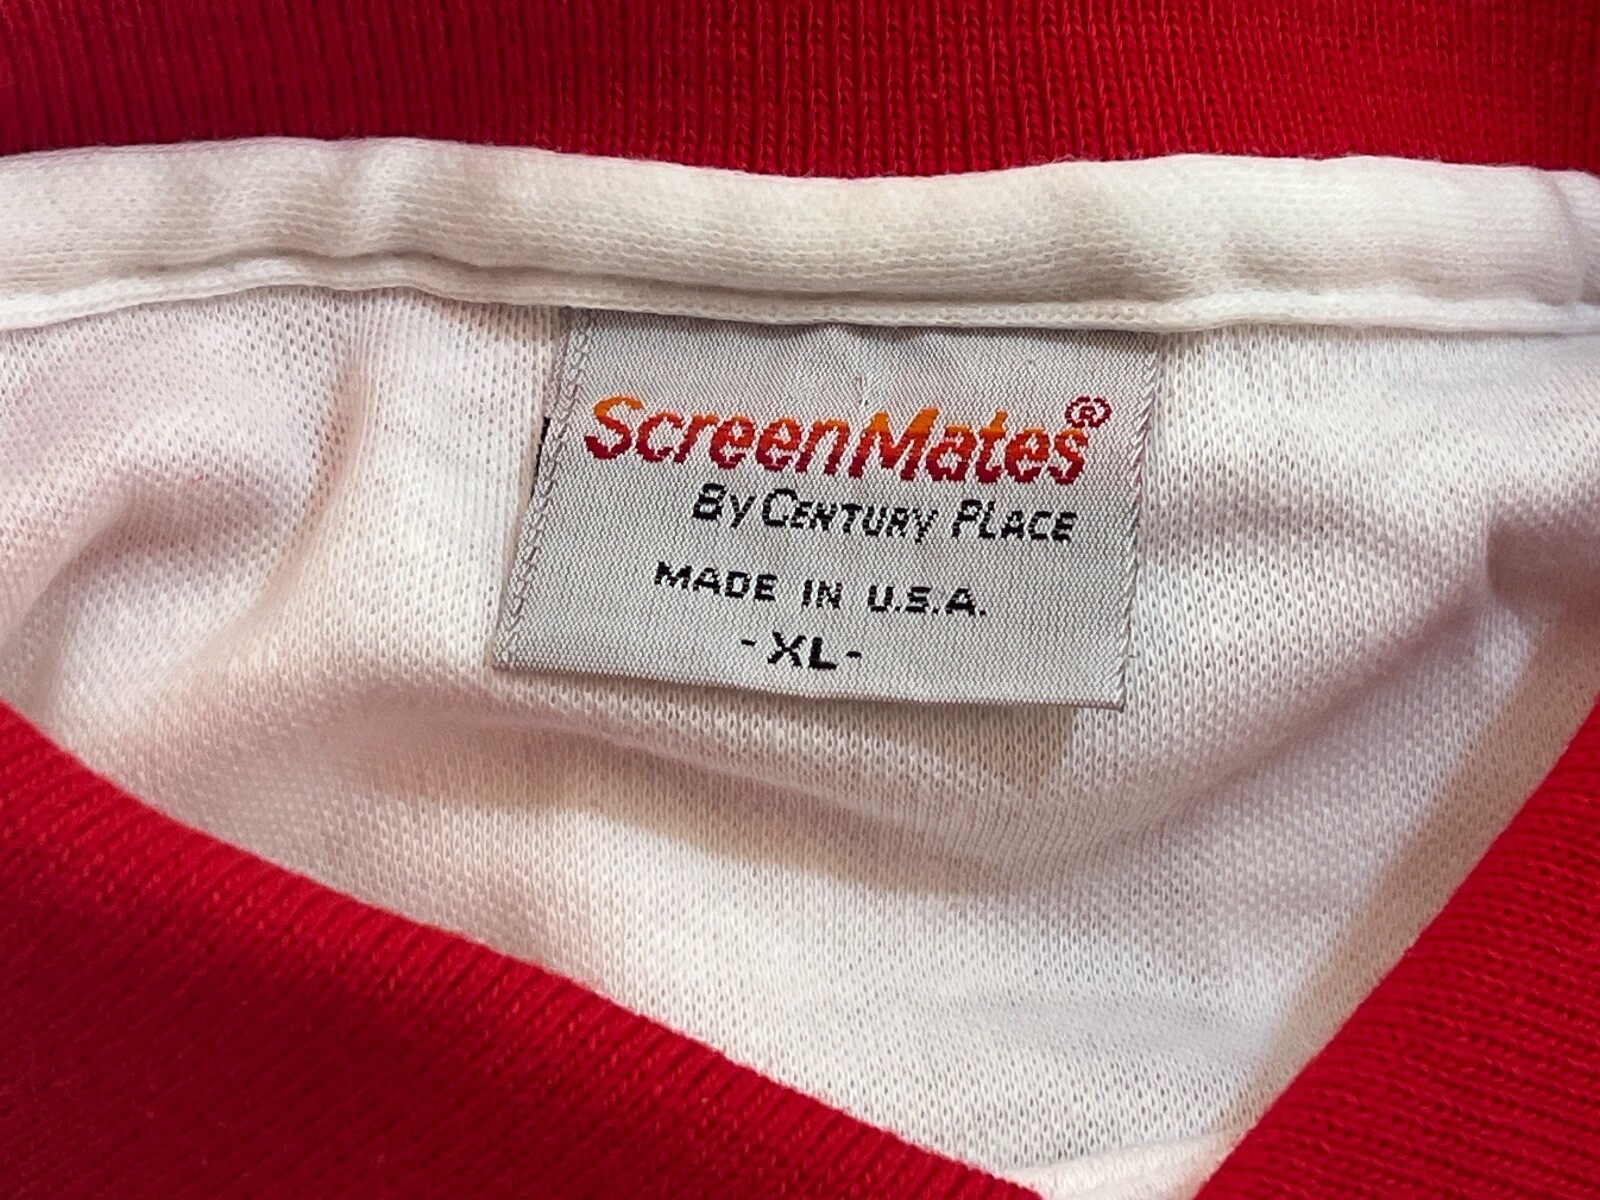 ScreenMates®
By Century Place
MADE IN U.S.A.
- XL -